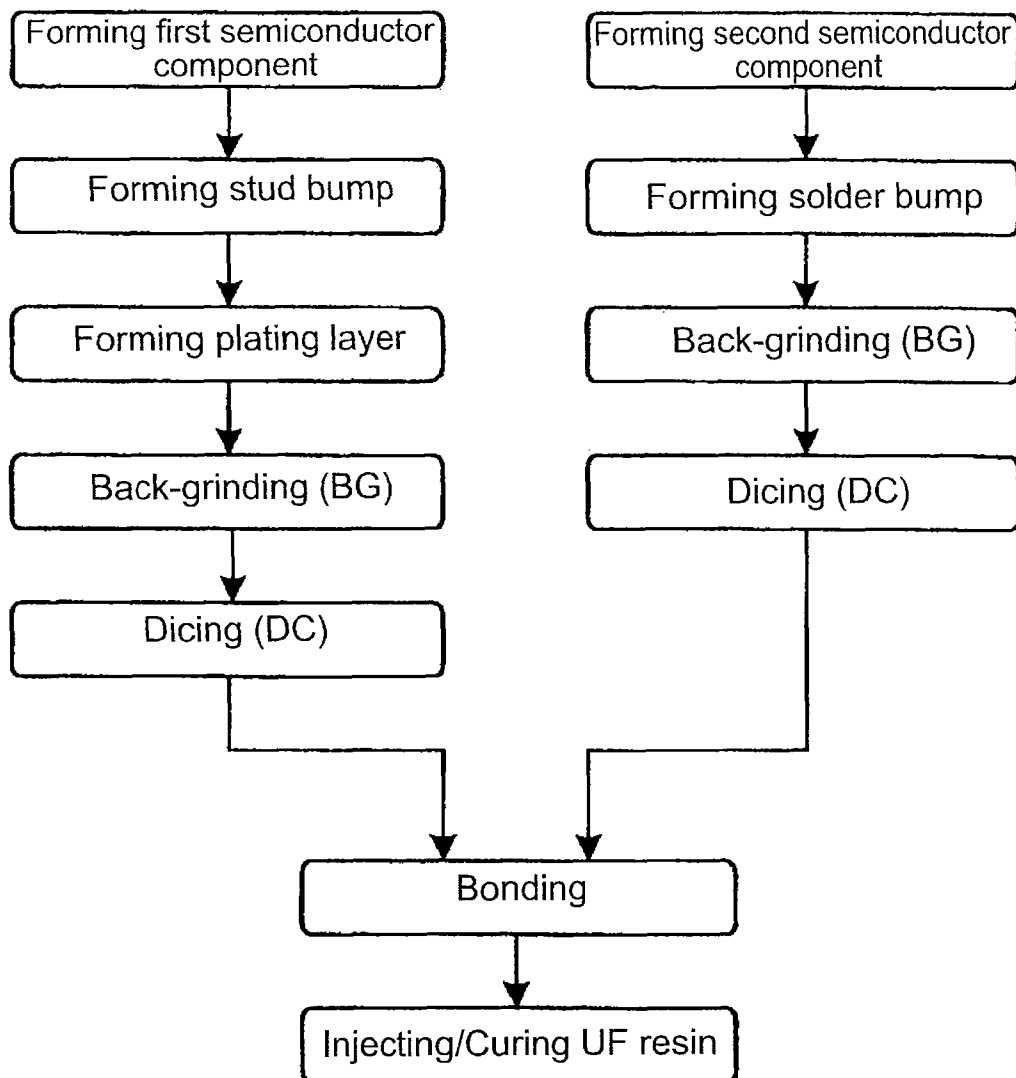 Forming first semiconductor
component
Forming stud bump
Forming plating layer
Back-grinding (BG)
Dicing (DC)
Forming second semiconductor
component
Forming solder bump
Back-grinding (BG)
Dicing (DC)
Bonding
Injecting/Curing UF resin